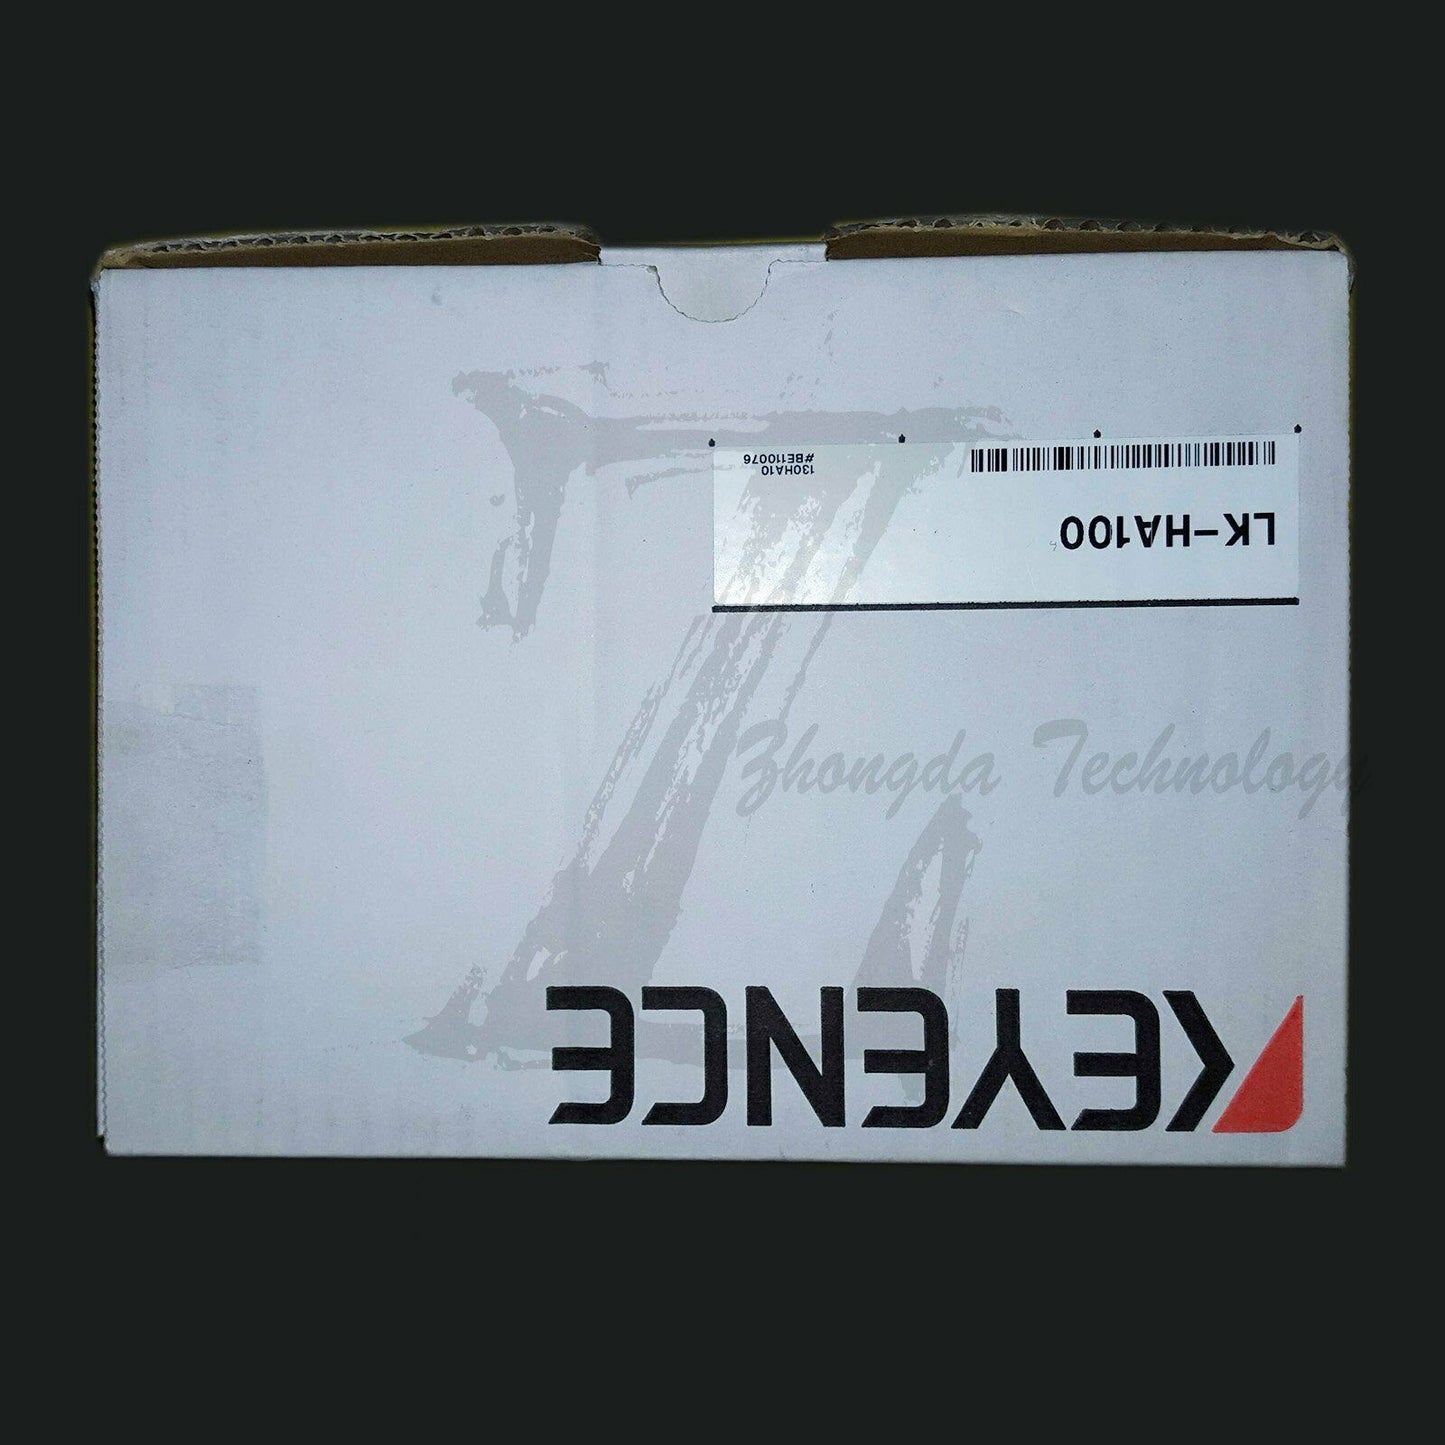 KEYENCE
LK-HA100
130HA10
#BE110076
Zhongda Technology